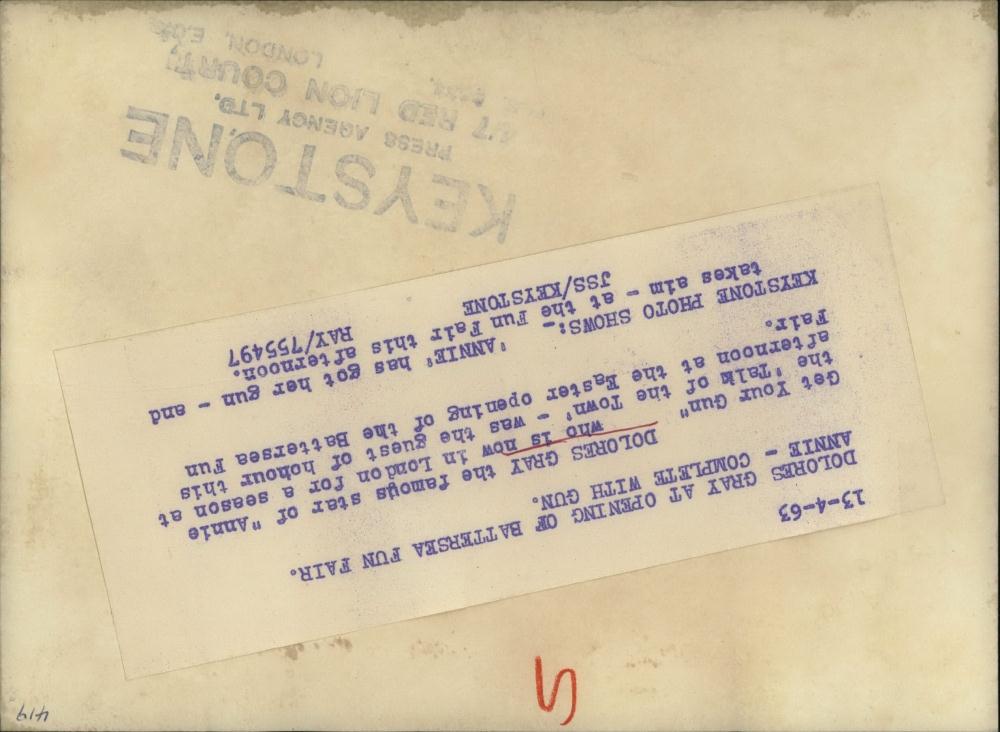 419
13-4-63
DOLORES GRAY AT OPENING OF BATTERSEA FUN FAIR.
ANNIE - COMPLETE WITH GUN.
DOLORES GRAY the famous star of "Annie
Get Your Gun" who is now in London for a season at
the 'Talk of the Town' - was the guest of honour this
afternoon at the Easter opening of the Battersea Fun
Fair.
KEYSTONE PHOTO SHOWS:- 'ANNIE' has got her gun - and
takes aim - at the Fun Fair this afternoon.
JSS/KEYSTONE RAY/755497
KEYSTONE
PRESS AGENCY LTD.
4/7 RED LION COURT,
LONDON,